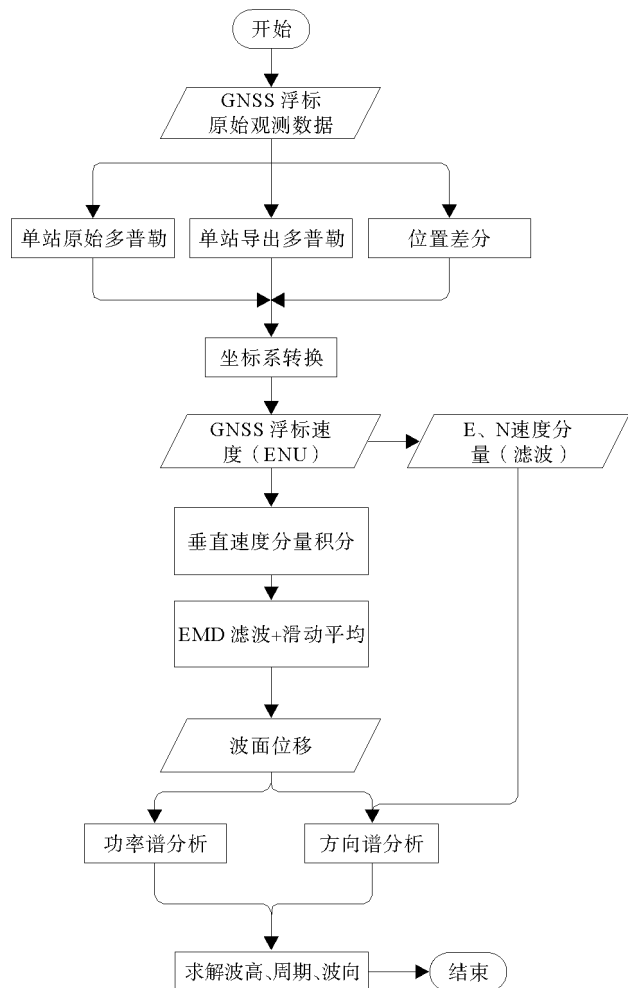 开始
GNSS 浮标
原始观测数据
单站原始多普勒
单站导出多普勒
位置差分
坐标系转换
GNSS 浮标速
度（ENU）
E、N速度分
量（滤波）
垂直速度分量积分
EMD 滤波+滑动平均
波面位移
功率谱分析
方向谱分析
求解波高、周期、波向
结束